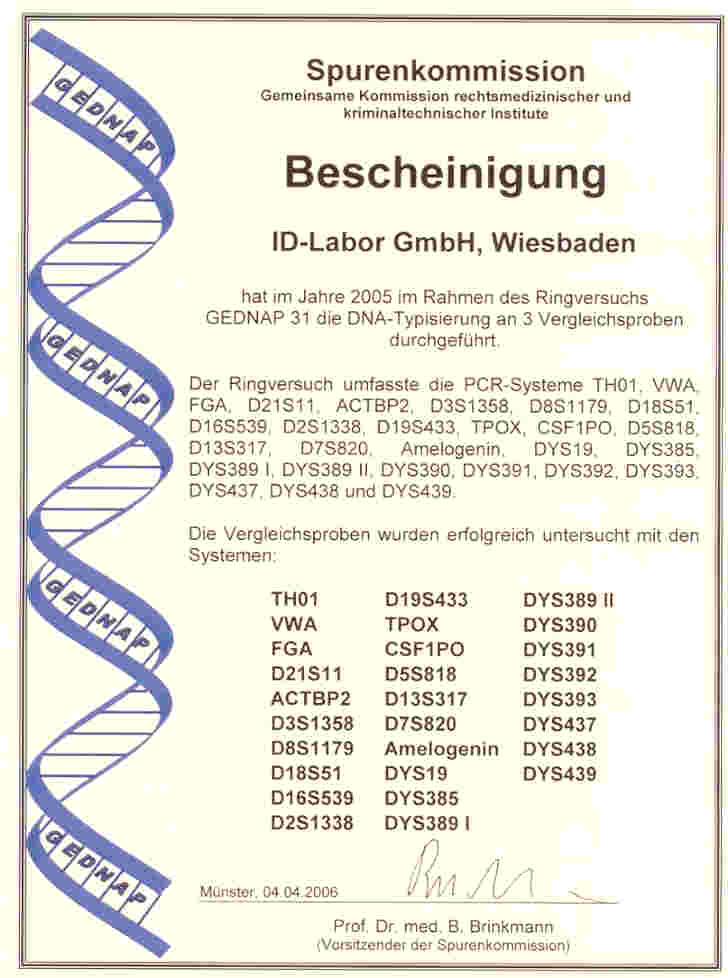 Spurenkommission
Gemeinsame Kommission rechtsmedizinischer und
kriminaltechnischer Institute
Bescheinigung
ID-Labor GmbH, Wiesbaden
hat im Jahre 2005 im Rahmen des Ringversuchs
GEDNAP 31 die DNA-Typisierung an 3 Vergleichsproben
durchgeführt.
Der Ringversuch umfasste die PCR-Systeme TH01, VWA,
FGA, D21S11, ACTBP2, D3S1358, D8S1179, D18S51,
D16S539, D2S1338, D19S433, TPOX, CSF1PO, D5S818,
D13S317, D7S820, Amelogenin, DYS19, DYS385,
DYS389 I, DYS389 II, DYS390, DYS391, DYS392, DYS393,
DYS437, DYS438 und DYS439.
Die Vergleichsproben wurden erfolgreich untersucht mit den
Systemen:
TH01 D19S433 DYS389 II
VWA TPOX DYS390
FGA CSF1PO DYS391
D21S11 D5S818 DYS392
ACTBP2 D13S317 DYS393
D3S1358 D7S820 DYS437
D8S1179 Amelogenin DYS438
D18S51 DYS19 DYS439
D16S539 DYS385
D2S1338 DYS389 I
Münster, 04.04.2006
Prof. Dr. med. B. Brinkmann
(Vorsitzender der Spurenkommission)
GEDNAP
GEDNAP
GEDNAP
GEDNAP